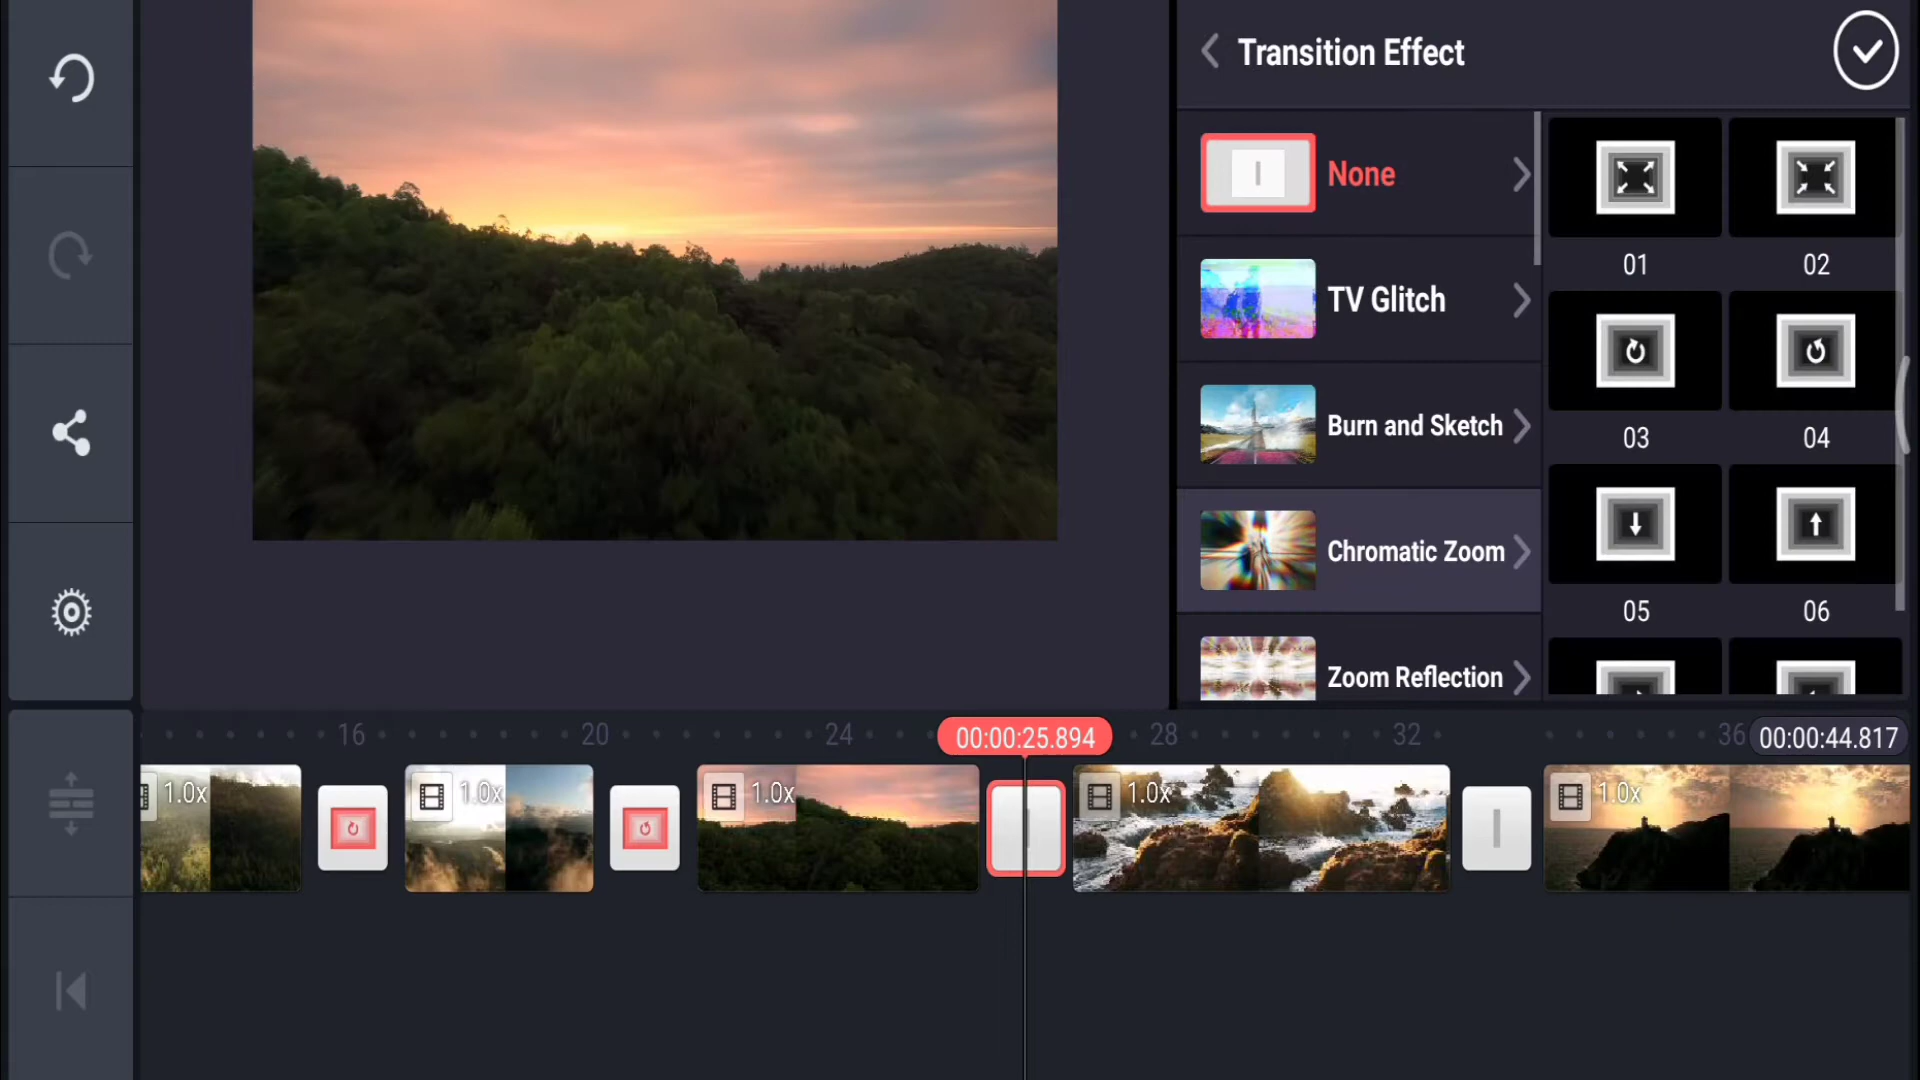 Transition Effect
None
TV Glitch
Burn and Sketch
Chromatic Zoom
Zoom Reflection
01 02
03 04
05 06
16 20 24 00:00:25.894 28 32 36 00:00:44.817
1.0x 1.0x 1.0x 1.0x 1.0x